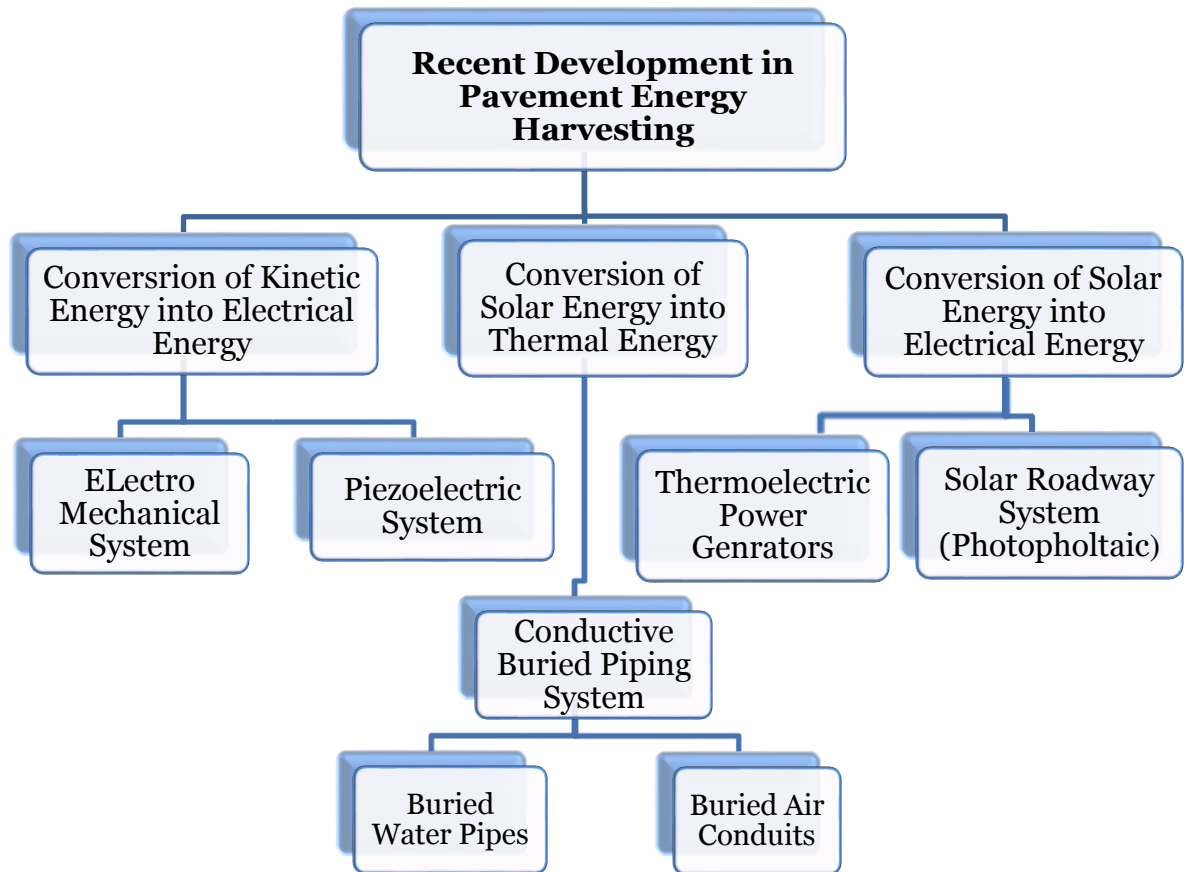 Recent Development in
Pavement Energy
Harvesting
Conversrion of Kinetic
Energy into Electrical
Energy
Conversion of
Solar Energy into
Thermal Energy
Conversion of Solar
Energy into
Electrical Energy
ELectro
Mechanical
System
Piezoelectric
System
Thermoelectric
Power
Genrators
Solar Roadway
System
(Photopholtaic)
Conductive
Buried Piping
System
Buried
Water Pipes
Buried Air
Conduits